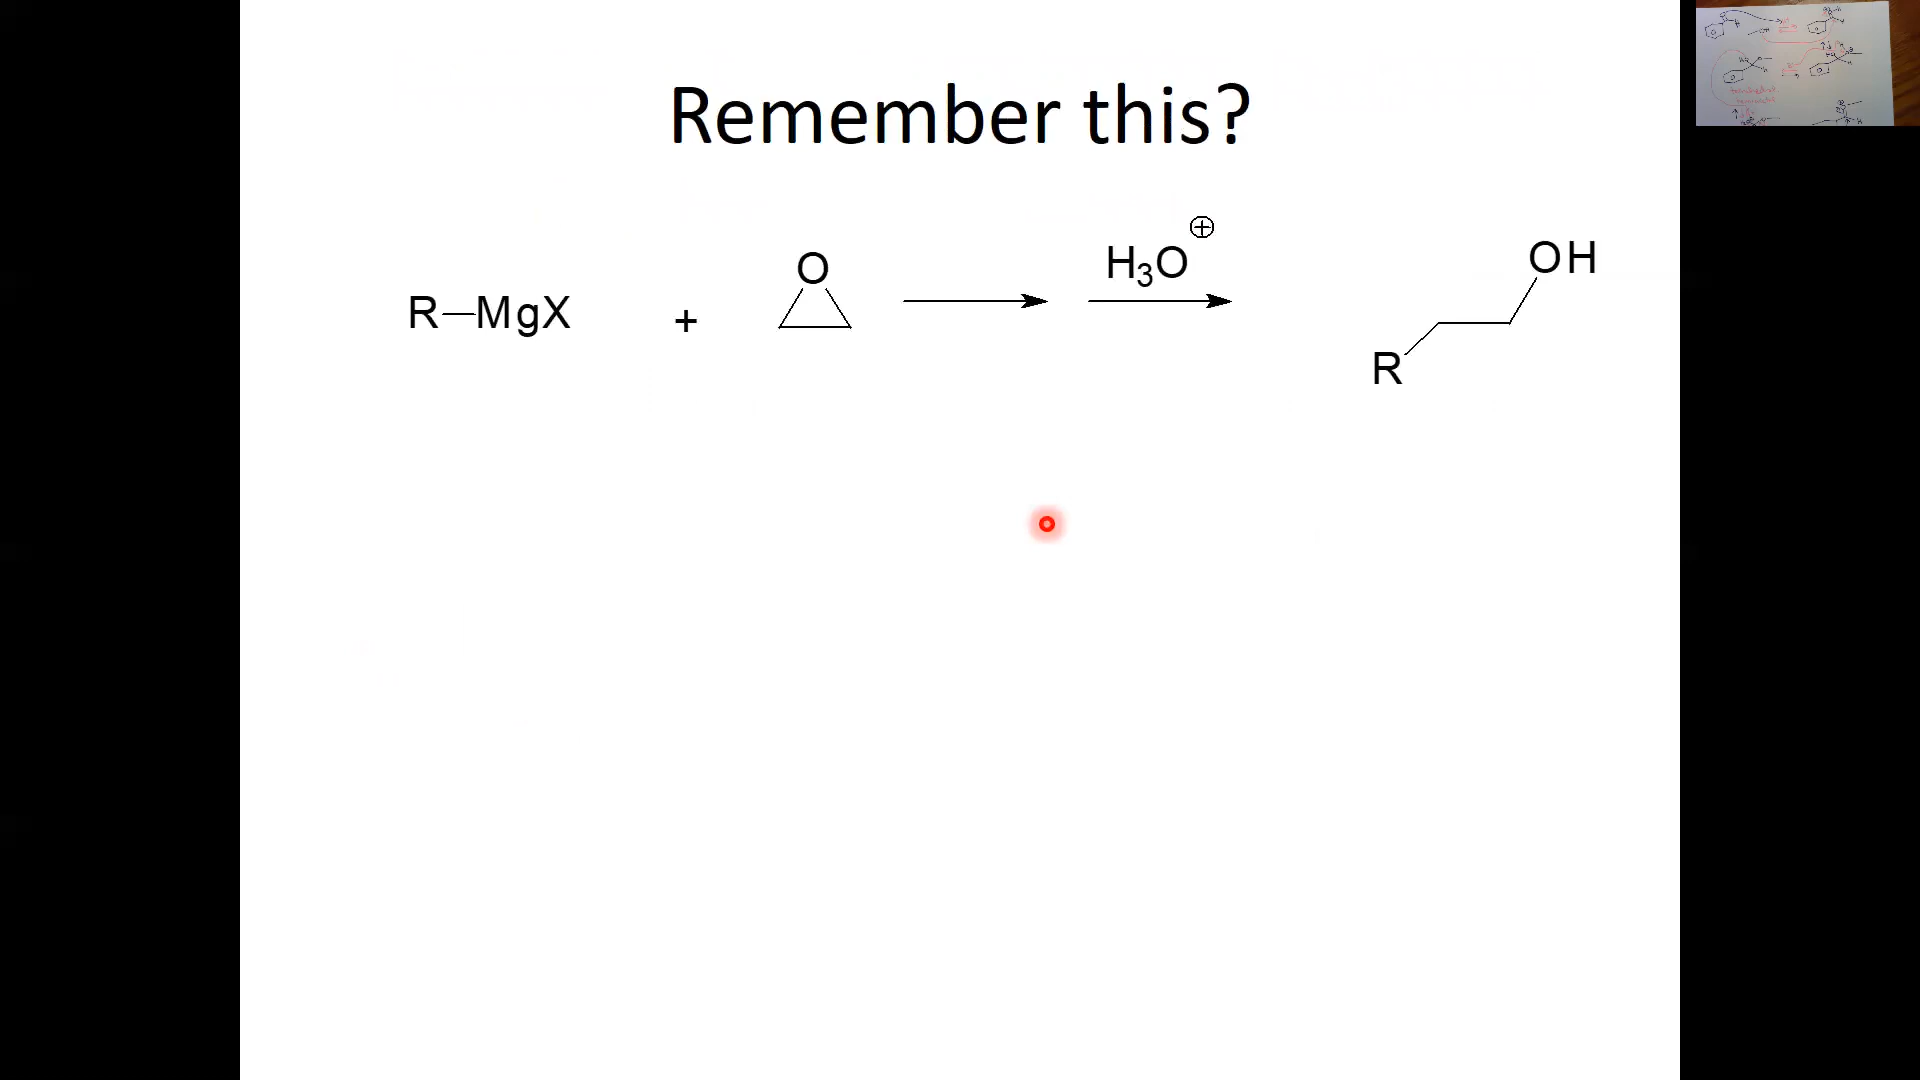 Remember this?
R—MgX + O → H₃O⊕ → OH
R